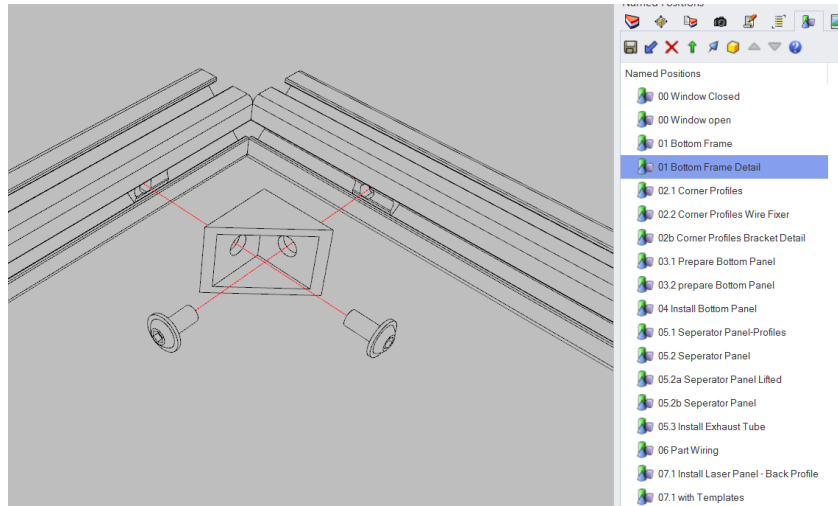 Named Positions
Named Positions
00 Window Closed
00 Window open
01 Bottom Frame
01 Bottom Frame Detail
02.1 Corner Profiles
02.2 Corner Profiles Wire Fixer
02b Corner Profiles Bracket Detail
03.1 Prepare Bottom Panel
03.2 prepare Bottom Panel
04 Install Bottom Panel
05.1 Seperator Panel-Profiles
05.2 Seperator Panel
05.2a Seperator Panel Lifted
05.2b Seperator Panel
05.3 Install Exhaust Tube
06 Part Wiring
07.1 Install Laser Panel - Back Profile
07.1 with Templates